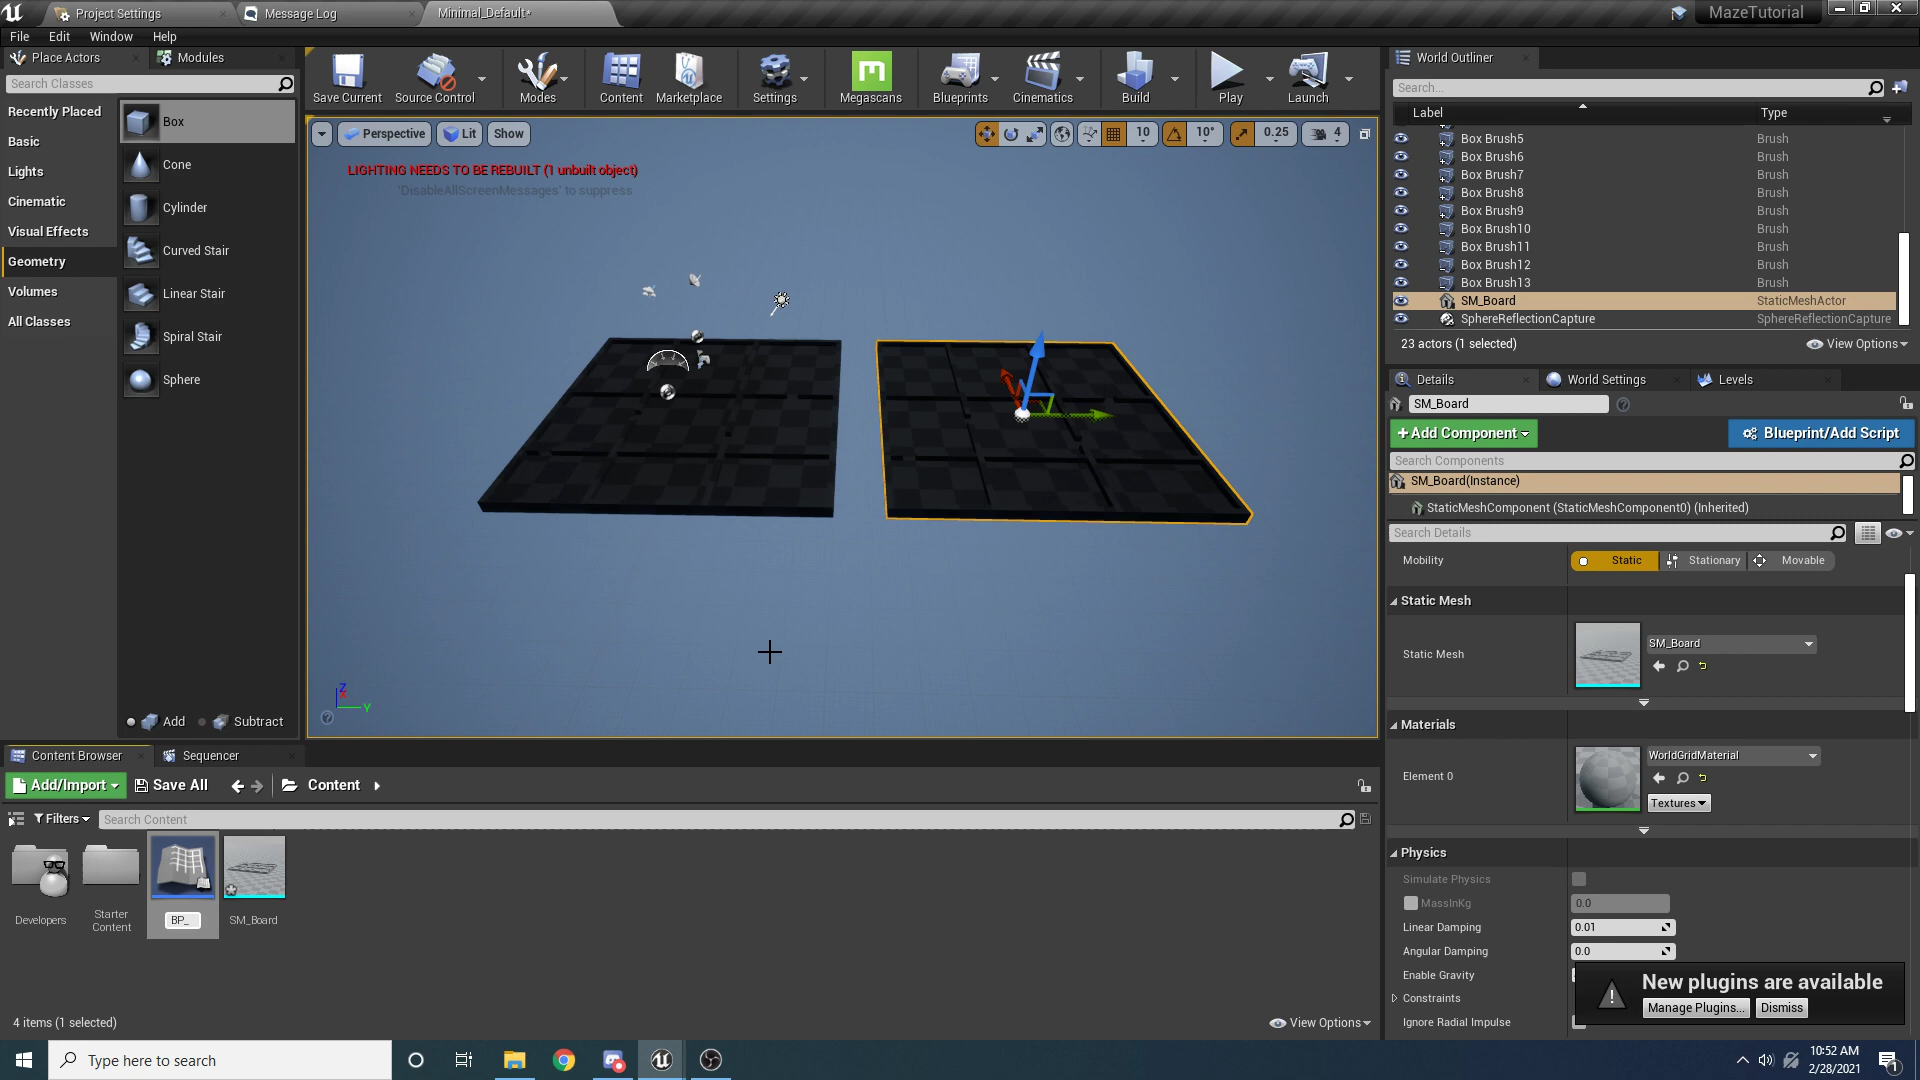 Project Settings
Message Log
Minimal_Default*
MazeTutorial
File Edit Window Help
Place Actors
Modules
Search Classes
Recently Placed
Basic
Lights
Cinematic
Visual Effects
Geometry
Volumes
All Classes
Box
Cone
Cylinder
Curved Stair
Linear Stair
Spiral Stair
Sphere
Add
Subtract
Save Current
Source Control
Modes
Content
Marketplace
Settings
Megascans
Blueprints
Cinematics
Build
Play
Launch
Perspective
Lit
Show
10
10°
0.25
4
LIGHTING NEEDS TO BE REBUILT (1 unbuilt object)
'DisableAllScreenMessages' to suppress
Z
X
Y
World Outliner
Search...
Label
Type
Box Brush5 Brush
Box Brush6 Brush
Box Brush7 Brush
Box Brush8 Brush
Box Brush9 Brush
Box Brush10 Brush
Box Brush11 Brush
Box Brush12 Brush
Box Brush13 Brush
SM_Board StaticMeshActor
SphereReflectionCapture SphereReflectionCapture
23 actors (1 selected)
View Options
Details
World Settings
Levels
SM_Board
+Add Component
Blueprint/Add Script
Search Components
SM_Board(Instance)
StaticMeshComponent (StaticMeshComponent0) (Inherited)
Search Details
Mobility Static Stationary Movable
Static Mesh
Static Mesh SM_Board
Materials
Element 0 WorldGridMaterial
Textures
Physics
Simulate Physics
MassInKg 0.0
Linear Damping 0.01
Angular Damping 0.0
Enable Gravity
Constraints
Ignore Radial Impulse
New plugins are available
Manage Plugins...
Dismiss
Content Browser
Sequencer
Add/Import
Save All
Content
Filters
Search Content
Developers
Starter
Content
BP_
SM_Board
4 items (1 selected)
View Options
Type here to search
10:52 AM
2/28/2021
1